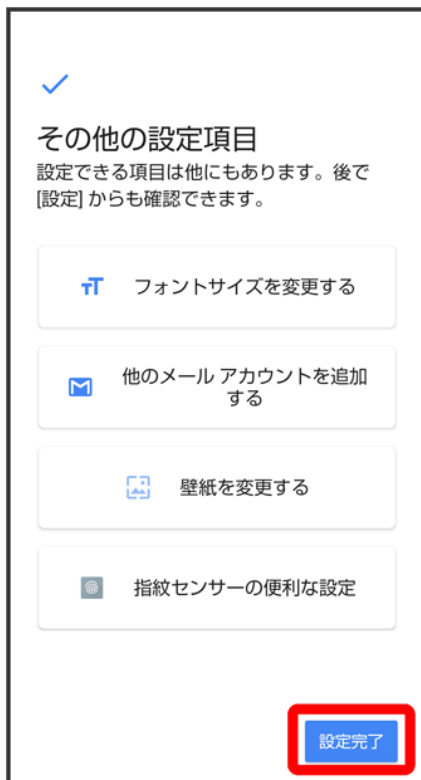 その他の設定項目
設定できる項目は他にもあります。後で
[設定] からも確認できます。
フォントサイズを変更する
他のメール アカウントを追加
する
壁紙を変更する
指紋センサーの便利な設定
設定完了